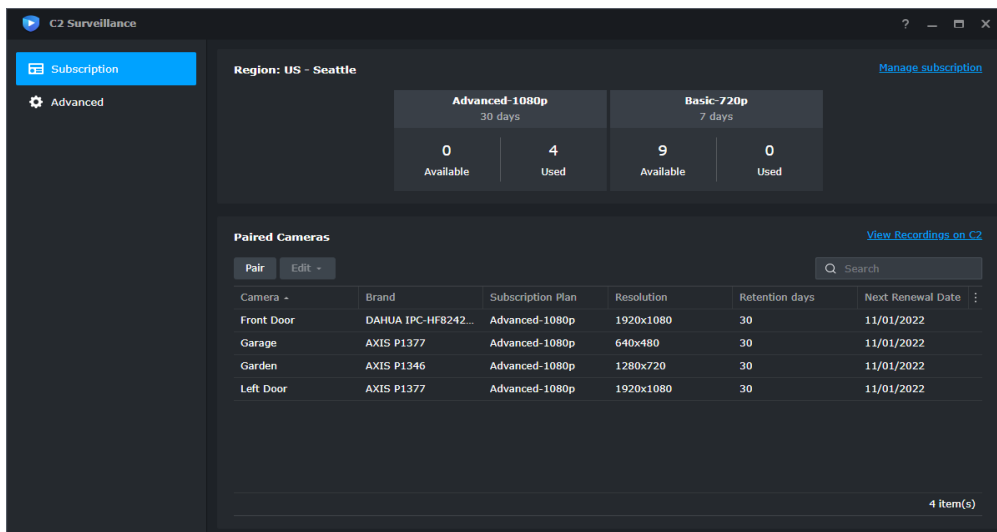 C2 Surveillance
?
Subscription
Advanced
Region: US - Seattle
Manage subscription
Advanced-1080p
30 days
Basic-720p
7 days
0
4
9
0
Available
Used
Available
Used
Paired Cameras
View Recordings on C2
Pair
Edit
Search
Camera Brand Subscription Plan Resolution Retention days Next Renewal Date
Front Door DAHUA IPC-HF8242... Advanced-1080p 1920x1080 30 11/01/2022
Garage AXIS P1377 Advanced-1080p 640x480 30 11/01/2022
Garden AXIS P1346 Advanced-1080p 1280x720 30 11/01/2022
Left Door AXIS P1377 Advanced-1080p 1920x1080 30 11/01/2022
4 item(s)